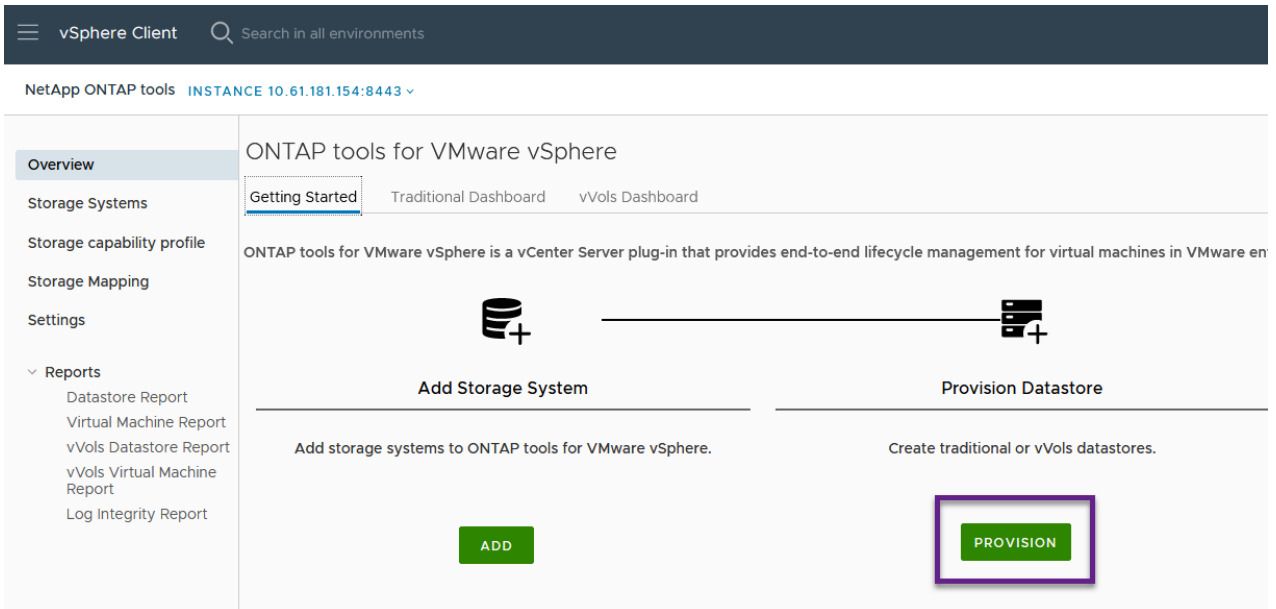 vSphere Client
Search in all environments
NetApp ONTAP tools INSTANCE 10.61.181.154:8443
Overview
Storage Systems
Storage capability profile
Storage Mapping
Settings
Reports
Datastore Report
Virtual Machine Report
vVols Datastore Report
vVols Virtual Machine
Report
Log Integrity Report
ONTAP tools for VMware vSphere
Getting Started Traditional Dashboard vVols Dashboard
ONTAP tools for VMware vSphere is a vCenter Server plug-in that provides end-to-end lifecycle management for virtual machines in VMware
Add Storage System
Add storage systems to ONTAP tools for VMware vSphere.
ADD
Provision Datastore
Create traditional or vVols datastores.
PROVISION